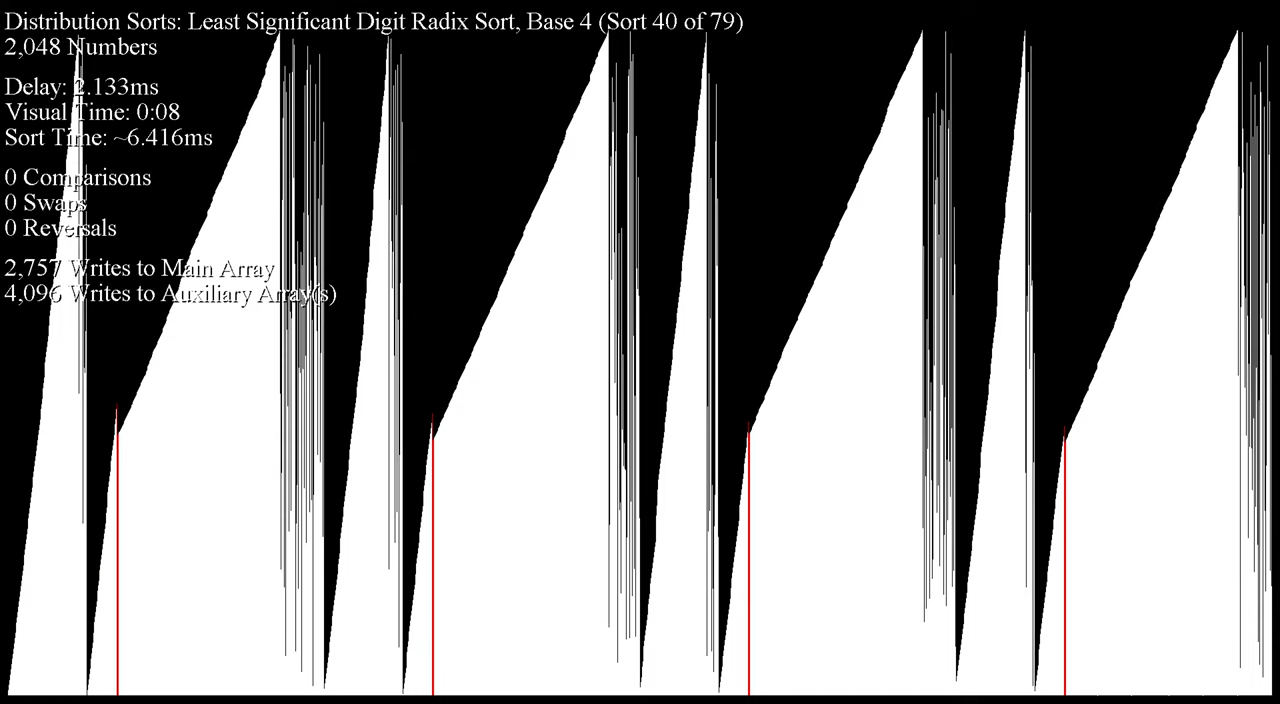 Distribution Sorts: Least Significant Digit Radix Sort, Base 4 (Sort 40 of 79)
2,048 Numbers
Delay: 2.133ms
Visual Time: 0:08
Sort Time: ~6.416ms
0 Comparisons
0 Swaps
0 Reversals
2,757 Writes to Main Array
4,096 Writes to Auxiliary Array(s)